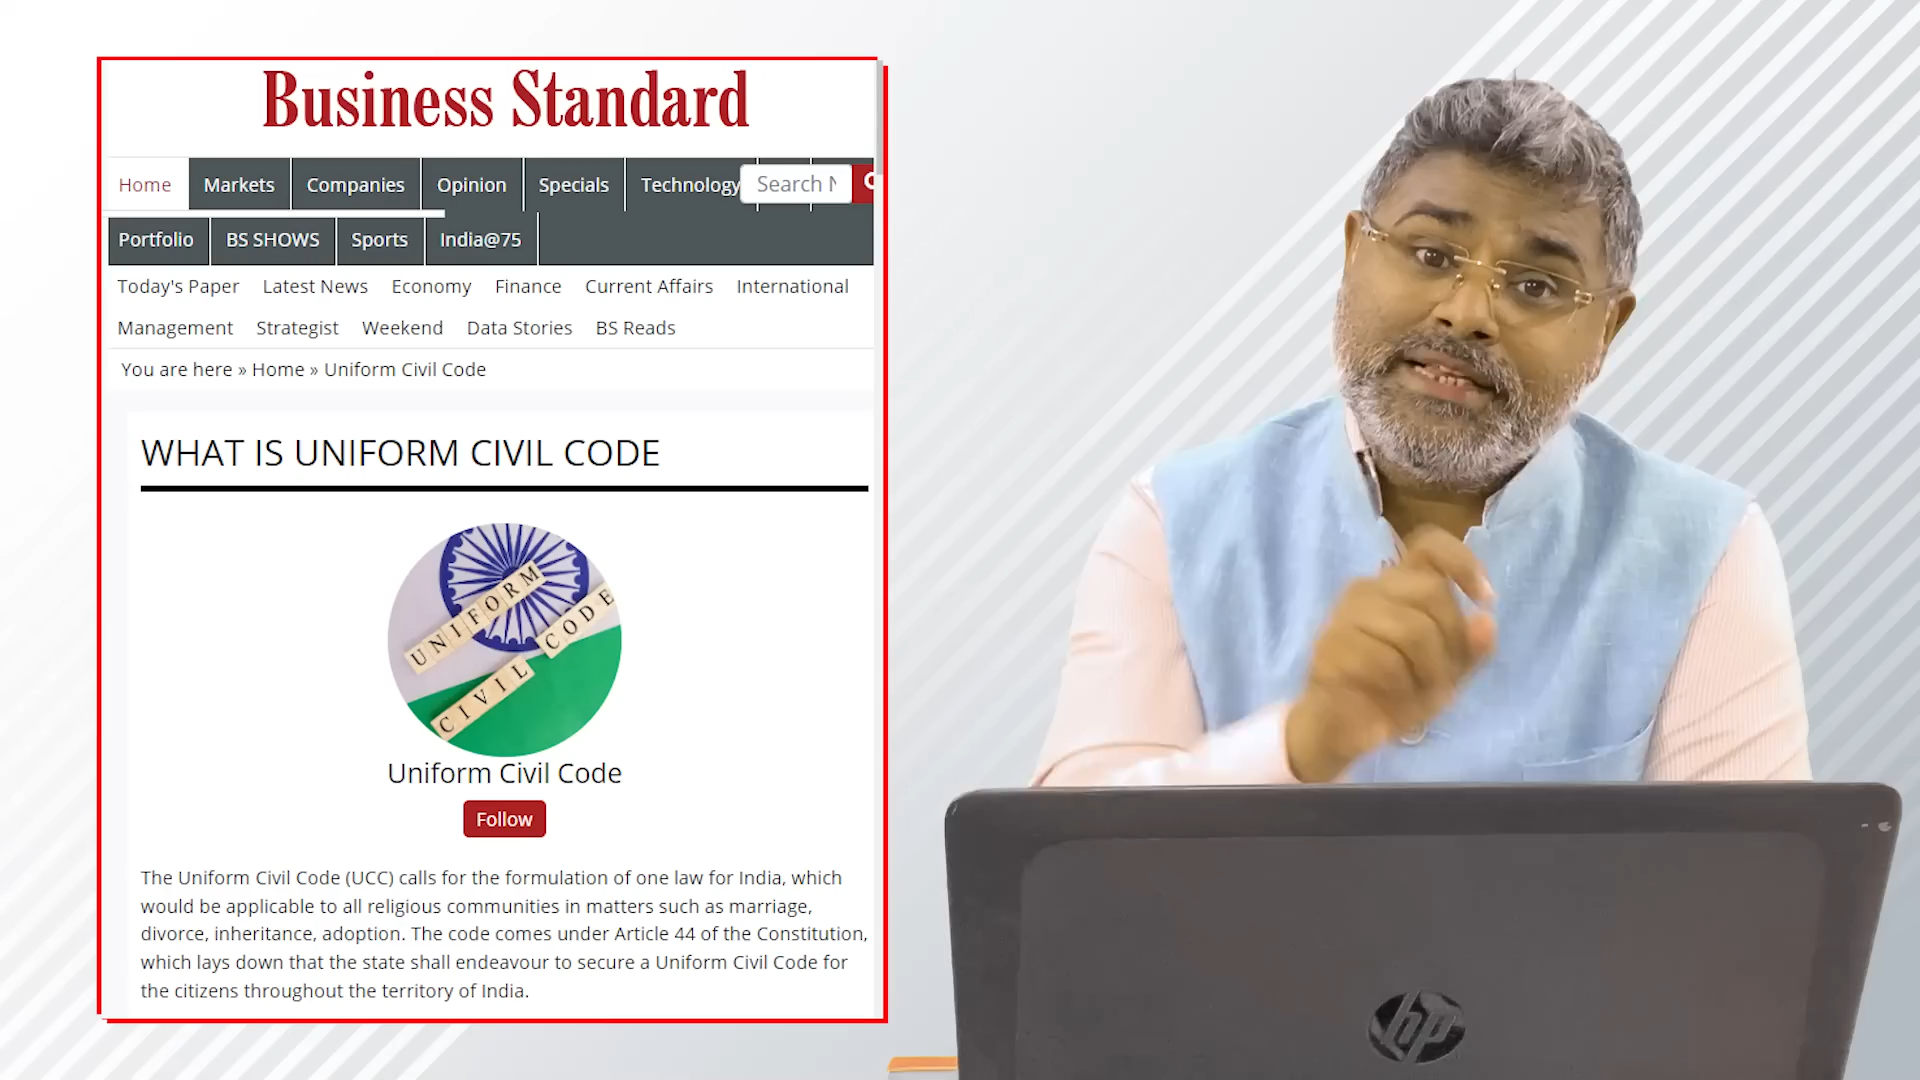 Business Standard
Home Markets Companies Opinion Specials Technology Search
Portfolio BS SHOWS Sports India@75
Today's Paper Latest News Economy Finance Current Affairs International
Management Strategist Weekend Data Stories BS Reads
You are here » Home » Uniform Civil Code
WHAT IS UNIFORM CIVIL CODE
UNIFORM
CIVIL CODE
Uniform Civil Code
Follow
The Uniform Civil Code (UCC) calls for the formulation of one law for India, which
would be applicable to all religious communities in matters such as marriage,
divorce, inheritance, adoption. The code comes under Article 44 of the Constitution,
which lays down that the state shall endeavour to secure a Uniform Civil Code for
the citizens throughout the territory of India.
hp